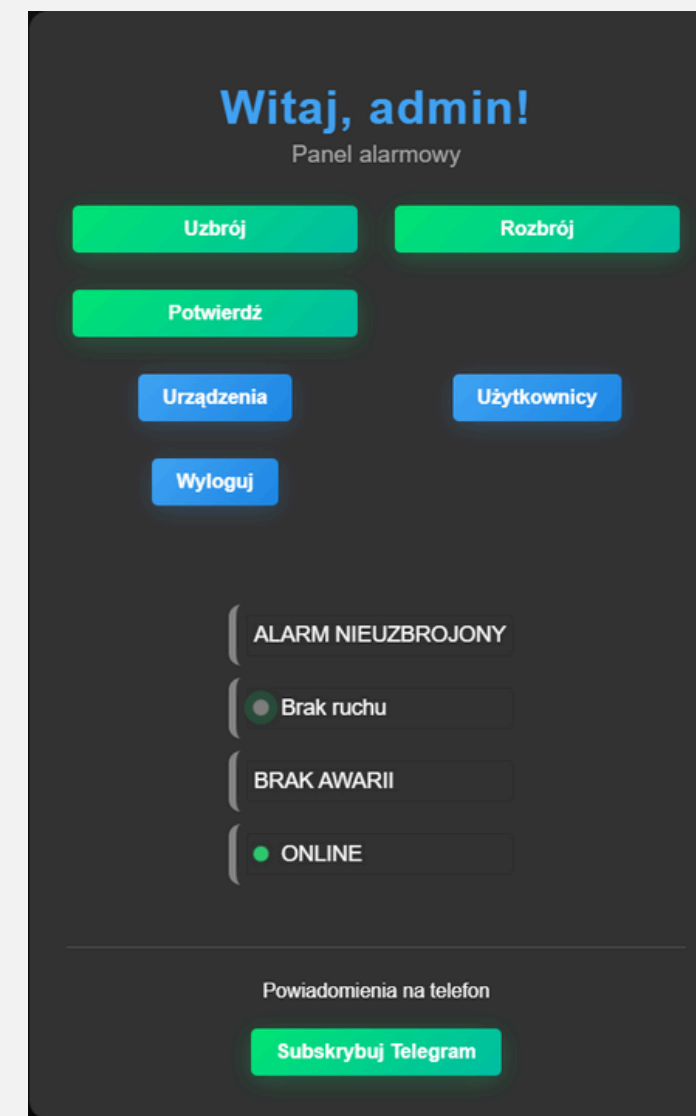 Witaj, admin!
Panel alarmowy
Uzbrój
Rozbrój
Potwierdź
Urządzenia
Użytkownicy
Wyloguj
ALARM NIEUZBROJONY
Brak ruchu
BRAK AWARII
ONLINE
Powiadomienia na telefon
Subskrybuj Telegram